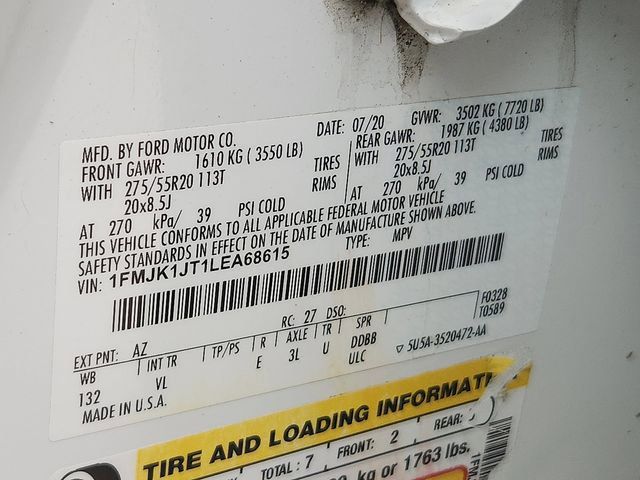 MFD. BY FORD MOTOR CO.
DATE: 07/20 GVWR: 3502 KG (7720 LB)
FRONT GAWR: 1610 KG (3550 LB) REAR GAWR: 1987 KG (4380 LB)
WITH 275/55R20 113T TIRES WITH 275/55R20 113T TIRES
20x8.5J RIMS 20x8.5J RIMS
AT 270 kPa/ 39 PSI COLD AT 270 kPa/ 39 PSI COLD
THIS VEHICLE CONFORMS TO ALL APPLICABLE FEDERAL MOTOR VEHICLE
SAFETY STANDARDS IN EFFECT ON THE DATE OF MANUFACTURE SHOWN ABOVE.
VIN: 1FMJK1JT1LEA68615 TYPE: MPV
F0328
T0589
EXT PNT: AZ RC: 27 DSO:
WB INT TR TP/PS R AXLE TR SPR
132 VL E 3L U DDBB
ULC
▽ 5U5A-3520472-AA
MADE IN U.S.A.
TIRE AND LOADING INFORMATI
TOTAL: 7 FRONT: 2 REAR:
kg or 1763 lbs.